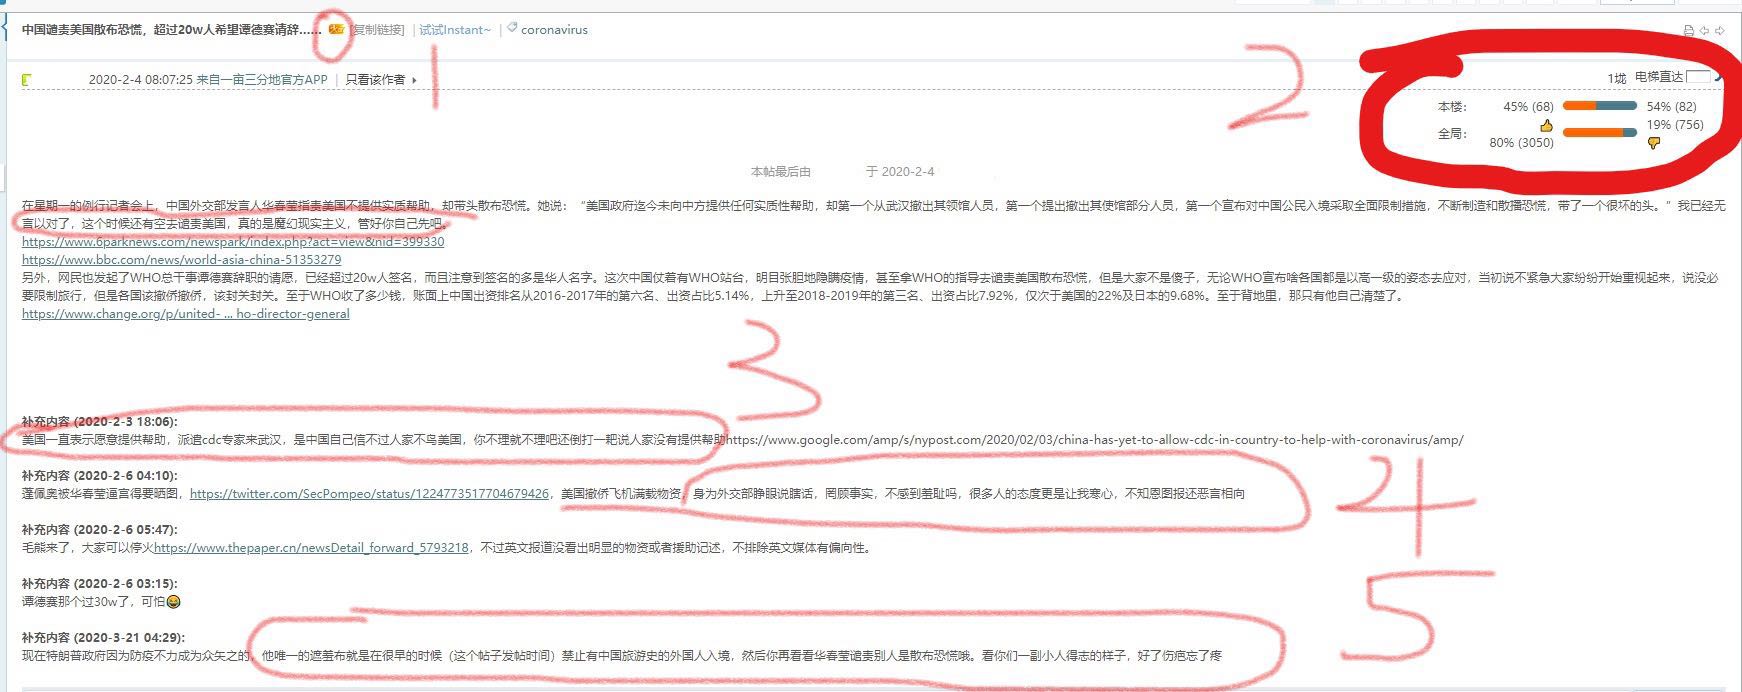 中国谴责美国散布恐慌，超过20w人希望谭德赛请辞...... [复制链接] | 试试Instant~ | coronavirus
1
2020-2-4 08:07:25 来自一亩三分地官方APP | 只看该作者
1垅 电梯直达
2
本楼： 45% (68) 54% (82)
全局： 80% (3050) 19% (756)
本帖最后由 于 2020-2-4
在星期一的例行记者会上，中国外交部发言人华春莹指责美国不提供实质帮助，却带头散布恐慌。她说：“美国政府迄今未向中方提供任何实质性帮助，却第一个从武汉撤出其领馆人员，第一个提出撤出其使馆部分人员，第一个宣布对中国公民入境采取全面限制措施，不断制造和散播恐慌，带了一个很坏的头。”我已经无
言以对了，这个时候还有空去谴责美国，真的是魔幻现实主义，管好你自己先吧。
https://www.6parknews.com/newspark/index.php?act=view&nid=399330
https://www.bbc.com/news/world-asia-china-51353279
另外，网民也发起了WHO总干事谭德赛辞职的请愿，已经超过20w人签名，而且注意到签名的多是华人名字。这次中国仗着有WHO站台，明目张胆地隐瞒疫情，甚至拿WHO的指导去谴责美国散布恐慌，但是大家不是傻子，无论WHO宣布啥各国都是以高一级的姿态去应对，当初说不紧急大家纷纷开始重视起来，说没必
要限制旅行，但是各国该撤侨撤侨，该封关封关。至于WHO收了多少钱，账面上中国出资排名从2016-2017年的第六名、出资占比5.14%，上升至2018-2019年的第三名、出资占比7.92%，仅次于美国的22%及日本的9.68%。至于背地里，那只有他自己清楚了。
https://www.change.org/p/united- ... ho-director-general
3
补充内容 (2020-2-3 18:06):
美国一直表示愿意提供帮助，派遣cdc专家来武汉，是中国自己信不过人家不鸟美国，你不理就不理吧还倒打一耙说人家没有提供帮助https://www.google.com/amp/s/nypost.com/2020/02/03/china-has-yet-to-allow-cdc-in-country-to-help-with-coronavirus/amp/
补充内容 (2020-2-6 04:10):
蓬佩奥被华春莹逼宫得要晒图，https://twitter.com/SecPompeo/status/1224773517704679426，美国撤侨飞机满载物资，身为外交部睁眼说瞎话，罔顾事实，不感到羞耻吗，很多人的态度更是让我寒心，不知恩图报还恶言相向
4
补充内容 (2020-2-6 05:47):
毛熊来了，大家可以停火https://www.thepaper.cn/newsDetail_forward_5793218，不过英文报道没看出明显的物资或者援助记述，不排除英文媒体有偏向性。
补充内容 (2020-2-6 03:15):
谭德赛那个过30w了，可怕😂
5
补充内容 (2020-3-21 04:29):
现在特朗普政府因为防疫不力成为众矢之的，他唯一的遮羞布就是在很早的时候（这个帖子发帖时间）禁止有中国旅游史的外国人入境，然后你再看看华春莹谴责别人是散布恐慌哦。看你们一副小人得志的样子，好了伤疤忘了疼